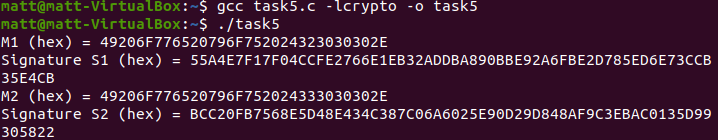 matt@matt-VirtualBox:~$ gcc task5.c -lcrypto -o task5
matt@matt-VirtualBox:~$ ./task5
M1 (hex) = 49206F776520796F752024323030302E
Signature S1 (hex) = 55A4E7F17F04CCFE2766E1EB32ADDBA890BBE92A6FBE2D785ED6E73CCB
35E4CB
M2 (hex) = 49206F776520796F752024333030302E
Signature S2 (hex) = BCC20FB7568E5D48E434C387C06A6025E90D29D848AF9C3EBAC0135D99
305822